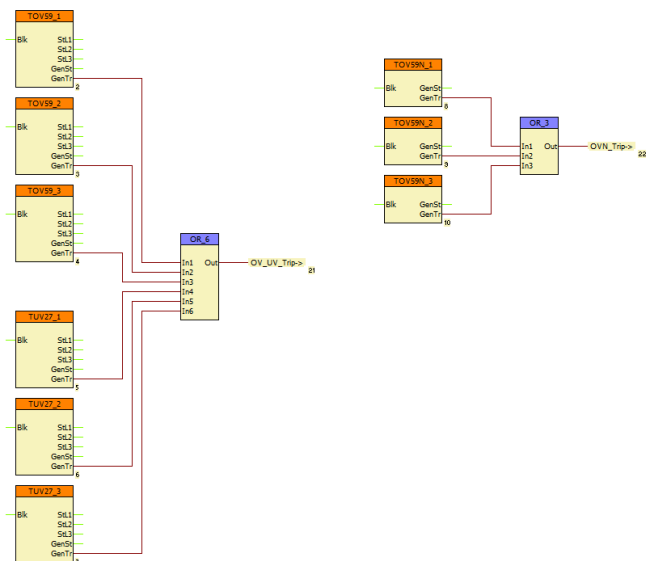 TOV59_1
Blk StL1
StL2
StL3
GenSt
GenTr
2
TOV59_2
Blk StL1
StL2
StL3
GenSt
GenTr
3
TOV59_3
Blk StL1
StL2
StL3
GenSt
GenTr
4
OR_6
In1 Out OV_UV_Trip-> 21
In2
In3
In4
In5
In6
TUV27_1
Blk StL1
StL2
StL3
GenSt
GenTr
5
TUV27_2
Blk StL1
StL2
StL3
GenSt
GenTr
6
TUV27_3
Blk StL1
StL2
StL3
GenSt
GenTr
TOV59N_1
Blk GenSt
GenTr
8
TOV59N_2
Blk GenSt
GenTr
9
TOV59N_3
Blk GenSt
GenTr
10
OR_3
In1 Out OVN_Trip-> 22
In2
In3